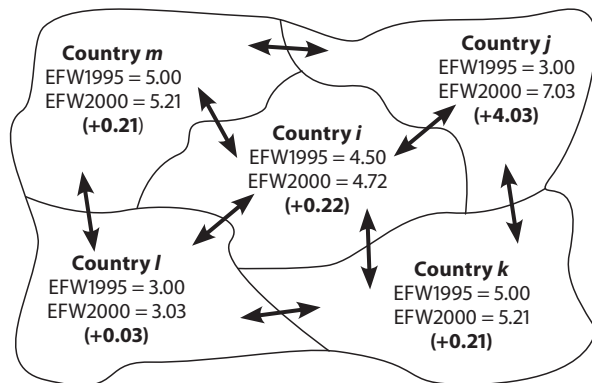 Country m
EFW1995 = 5.00
EFW2000 = 5.21
(+0.21)
Country j
EFW1995 = 3.00
EFW2000 = 7.03
(+4.03)
Country i
EFW1995 = 4.50
EFW2000 = 4.72
(+0.22)
Country l
EFW1995 = 3.00
EFW2000 = 3.03
(+0.03)
Country k
EFW1995 = 5.00
EFW2000 = 5.21
(+0.21)